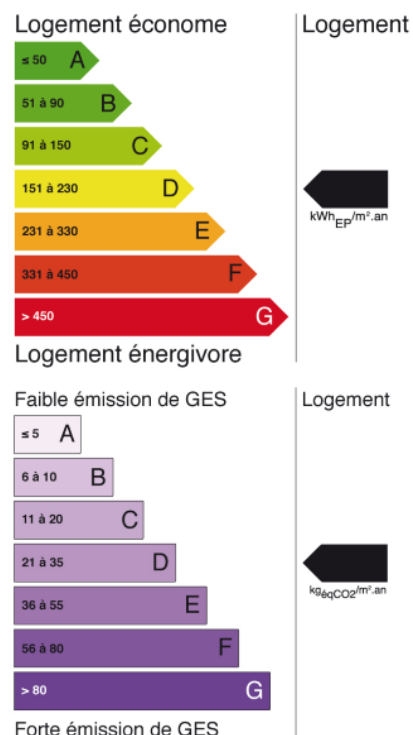 Logement économe
Logement
≤ 50 A
51 à 90 B
91 à 150 C
151 à 230 D
231 à 330 E
331 à 450 F
> 450 G
kWhEP/m².an
Logement énergivore
Faible émission de GES
Logement
≤ 5 A
6 à 10 B
11 à 20 C
21 à 35 D
36 à 55 E
56 à 80 F
> 80 G
kgéqCO2/m².an
Forte émission de GES